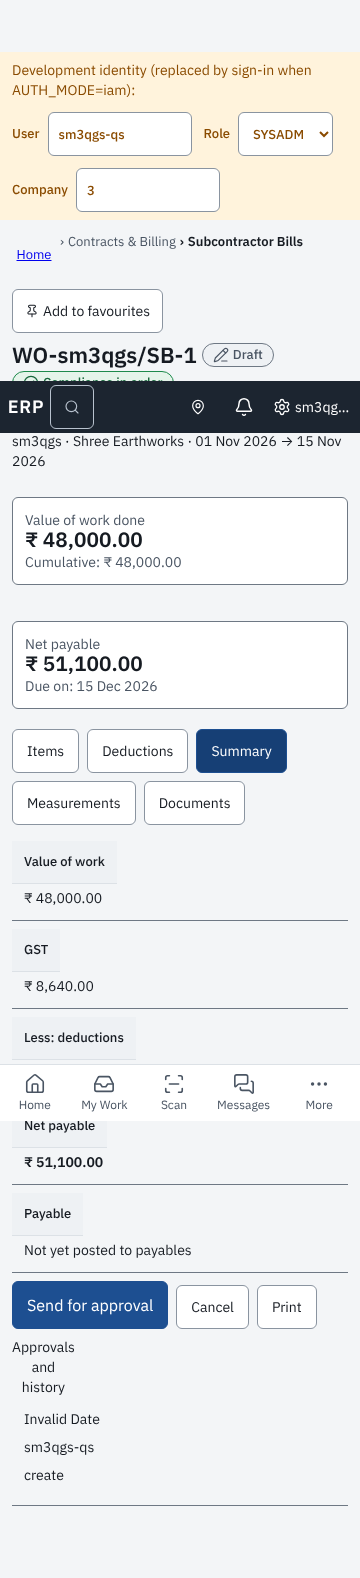 Development identity (replaced by sign-in when
AUTH_MODE=iam):
User sm3qgs-qs Role SYSADM
Company 3
Home › Contracts & Billing › Subcontractor Bills
Add to favourites
WO-sm3qgs/SB-1 Draft
Compliance in order
ERP sm3qg...
sm3qgs · Shree Earthworks · 01 Nov 2026 → 15 Nov
2026
Value of work done
₹ 48,000.00
Cumulative: ₹ 48,000.00
Net payable
₹ 51,100.00
Due on: 15 Dec 2026
Items Deductions Summary
Measurements Documents
Value of work
₹ 48,000.00
GST
₹ 8,640.00
Less: deductions
Home My Work Scan Messages More
Net payable
₹ 51,100.00
Payable
Not yet posted to payables
Send for approval Cancel Print
Approvals
and
history
Invalid Date
sm3qgs-qs
create